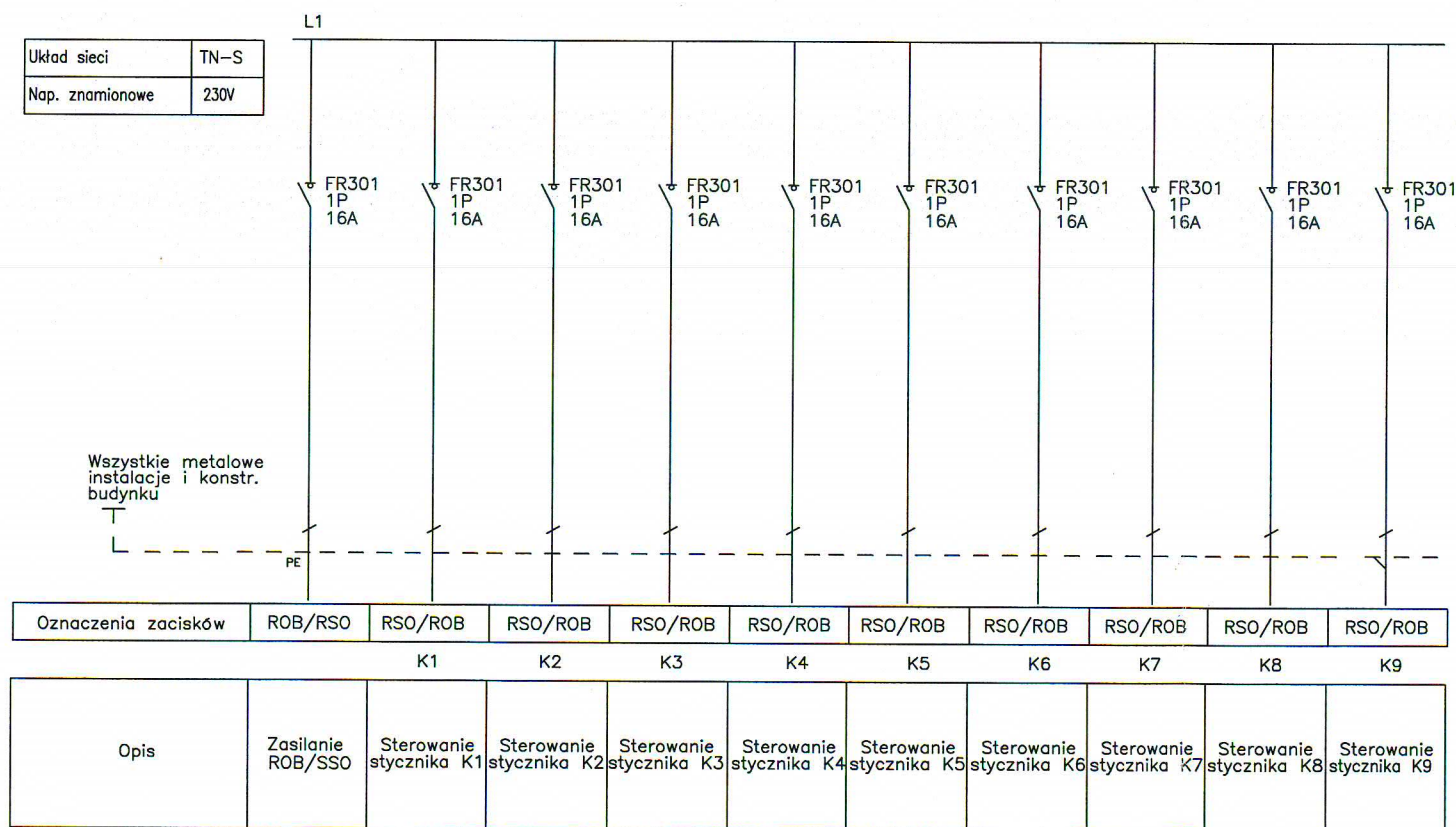 L1
Układ sieci TN-S
Nap. znamionowe 230V
FR301 FR301 FR301 FR301 FR301 FR301 FR301 FR301 FR301 FR301
1P 1P 1P 1P 1P 1P 1P 1P 1P 1P
16A 16A 16A 16A 16A 16A 16A 16A 16A 16A
Wszystkie metalowe
instalacje i konstr.
budynku
PE
Oznaczenia zacisków ROB/RSO RSO/ROB RSO/ROB RSO/ROB RSO/ROB RSO/ROB RSO/ROB RSO/ROB RSO/ROB RSO/ROB
K1 K2 K3 K4 K5 K6 K7 K8 K9
Opis
Zasilanie
ROB/SSO
Sterowanie
stycznika K1
Sterowanie
stycznika K2
Sterowanie
stycznika K3
Sterowanie
stycznika K4
Sterowanie
stycznika K5
Sterowanie
stycznika K6
Sterowanie
stycznika K7
Sterowanie
stycznika K8
Sterowanie
stycznika K9